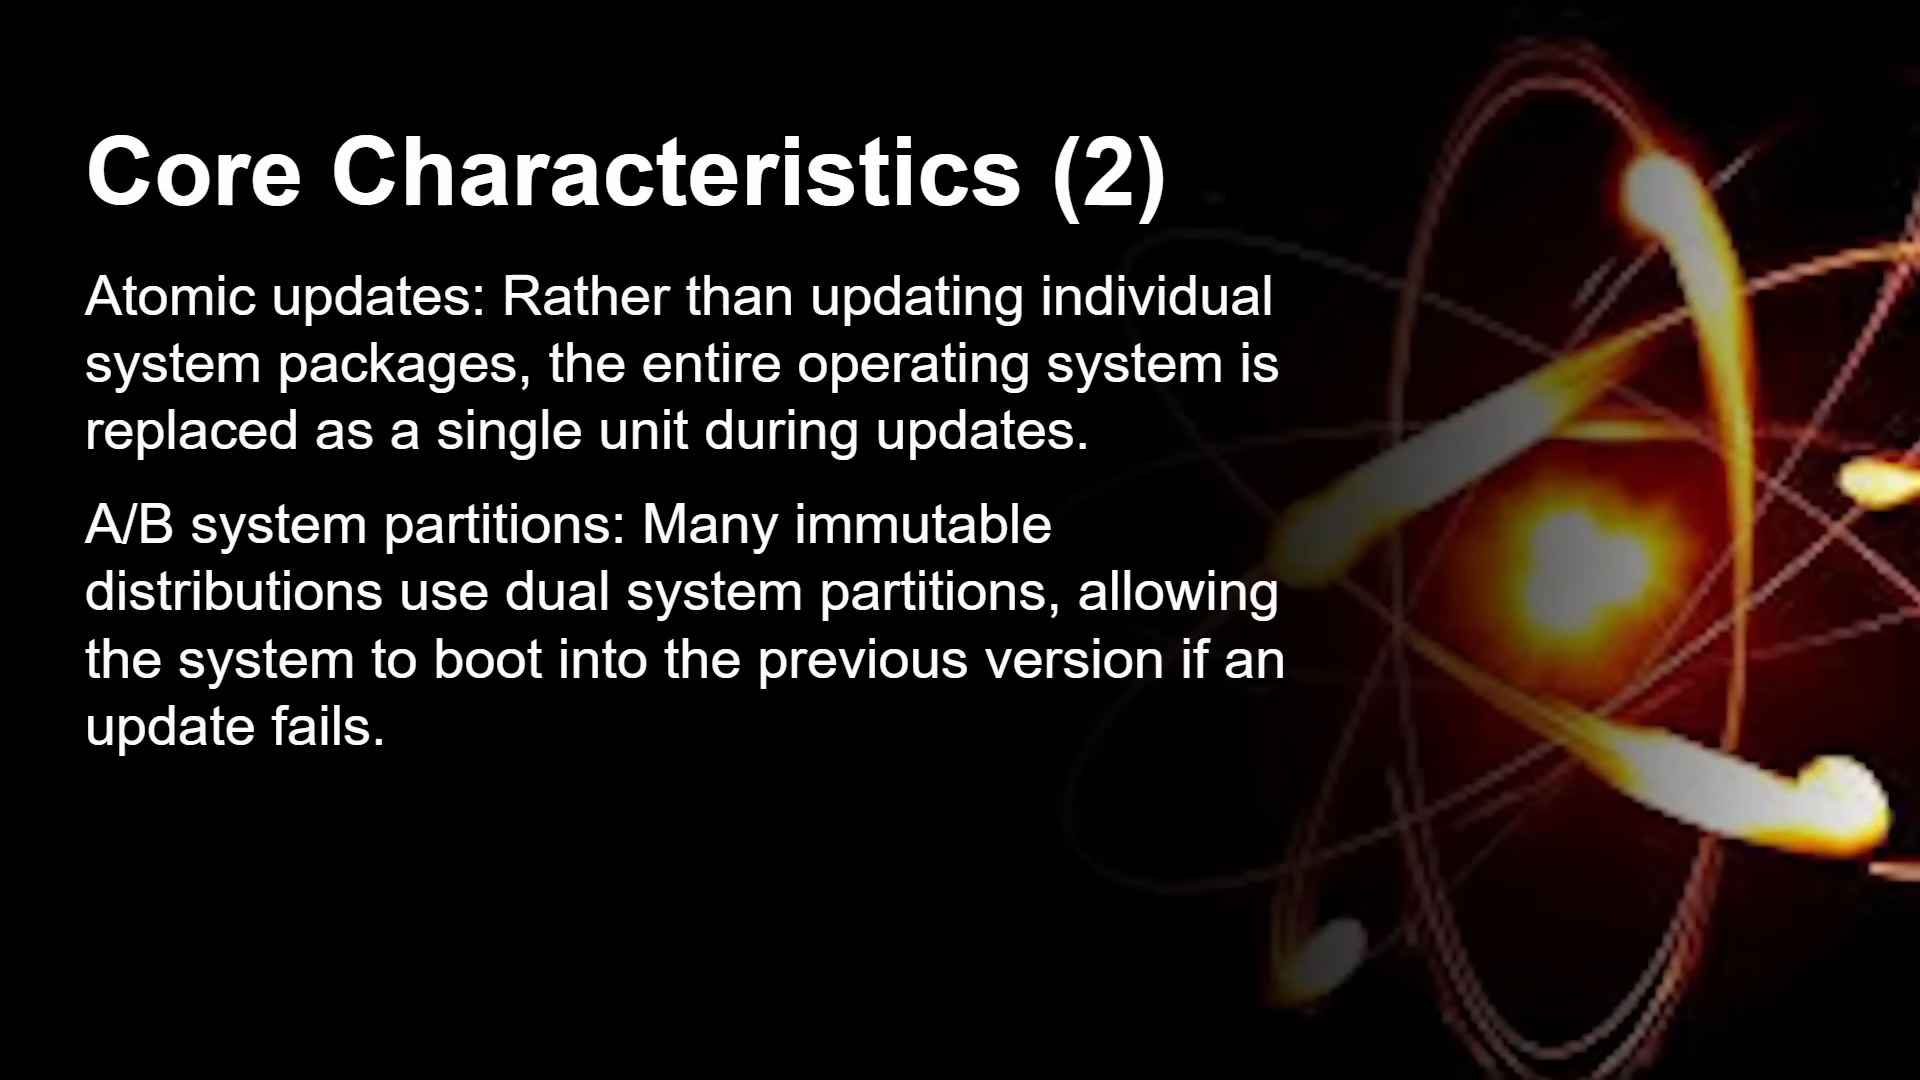 Core Characteristics (2)
Atomic updates: Rather than updating individual
system packages, the entire operating system is
replaced as a single unit during updates.
A/B system partitions: Many immutable
distributions use dual system partitions, allowing
the system to boot into the previous version if an
update fails.